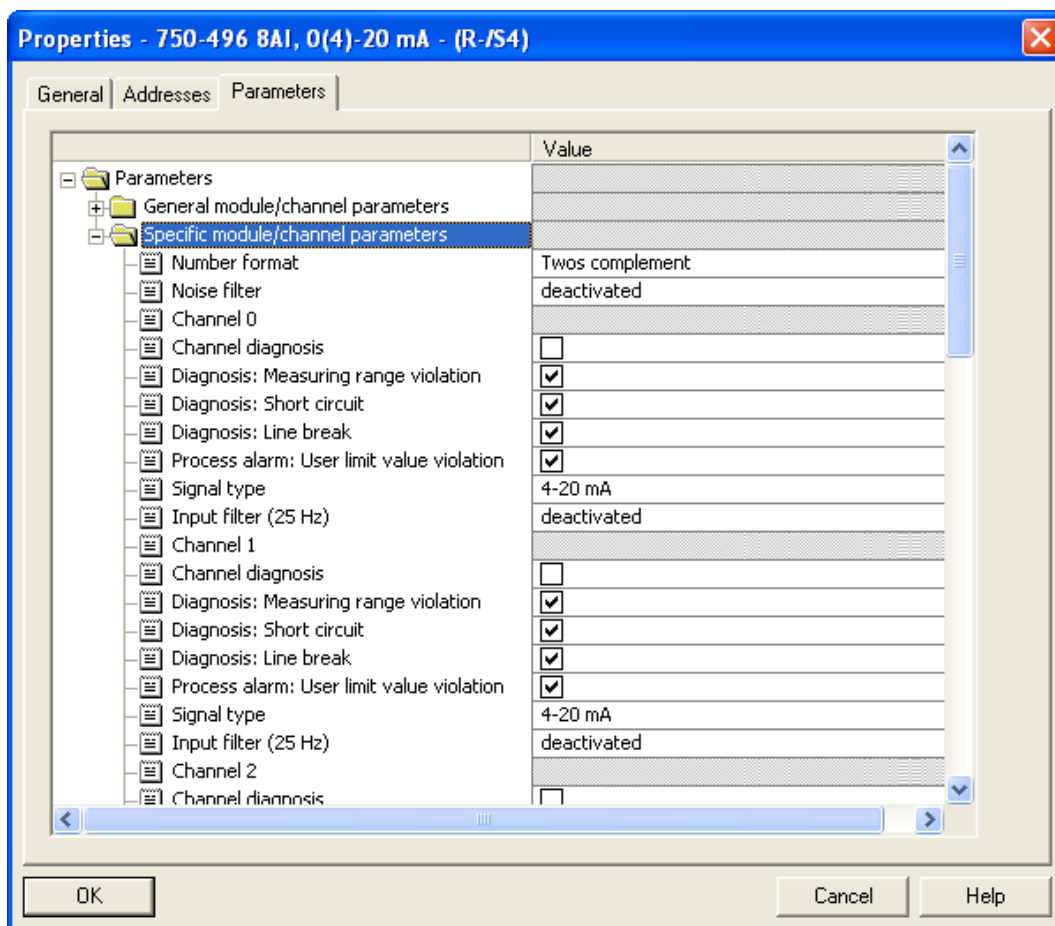 Properties - 750-496 8AI, 0(4)-20 mA - (R-/S4)
General Addresses Parameters
Value
Parameters
General module/channel parameters
Specific module/channel parameters
Number format Twos complement
Noise filter deactivated
Channel 0
Channel diagnosis
Diagnosis: Measuring range violation
Diagnosis: Short circuit
Diagnosis: Line break
Process alarm: User limit value violation
Signal type 4-20 mA
Input filter (25 Hz) deactivated
Channel 1
Channel diagnosis
Diagnosis: Measuring range violation
Diagnosis: Short circuit
Diagnosis: Line break
Process alarm: User limit value violation
Signal type 4-20 mA
Input filter (25 Hz) deactivated
Channel 2
Channel diagnosis
OK Cancel Help